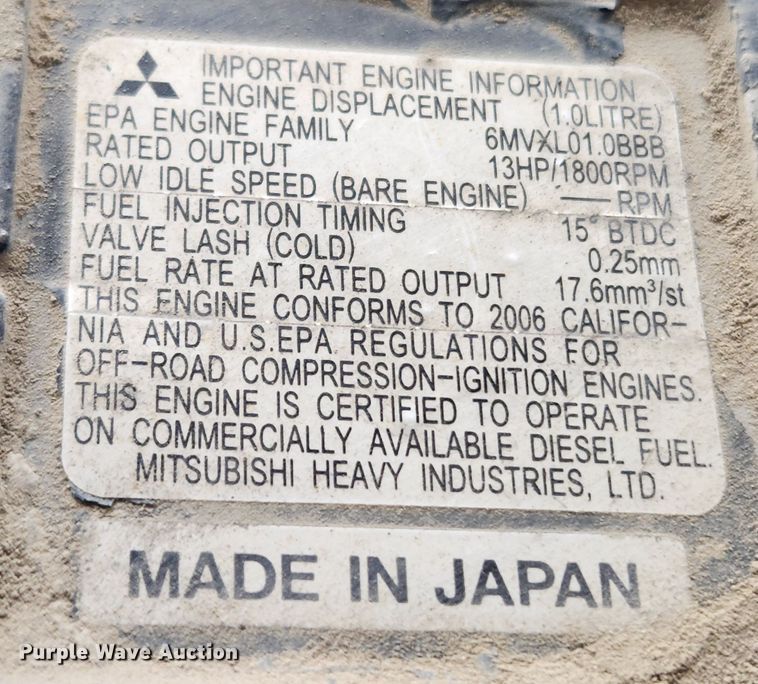 IMPORTANT ENGINE INFORMATION
ENGINE DISPLACEMENT (1.0LITRE)
EPA ENGINE FAMILY 6MVXL01.0BBB
RATED OUTPUT 13HP/1800RPM
LOW IDLE SPEED (BARE ENGINE) — RPM
FUEL INJECTION TIMING 15° BTDC
VALVE LASH (COLD) 0.25mm
FUEL RATE AT RATED OUTPUT 17.6mm³/st
THIS ENGINE CONFORMS TO 2006 CALIFOR-
NIA AND U.S.EPA REGULATIONS FOR
OFF-ROAD COMPRESSION-IGNITION ENGINES.
THIS ENGINE IS CERTIFIED TO OPERATE
ON COMMERCIALLY AVAILABLE DIESEL FUEL.
MITSUBISHI HEAVY INDUSTRIES, LTD.
MADE IN JAPAN
Purple Wave Auction